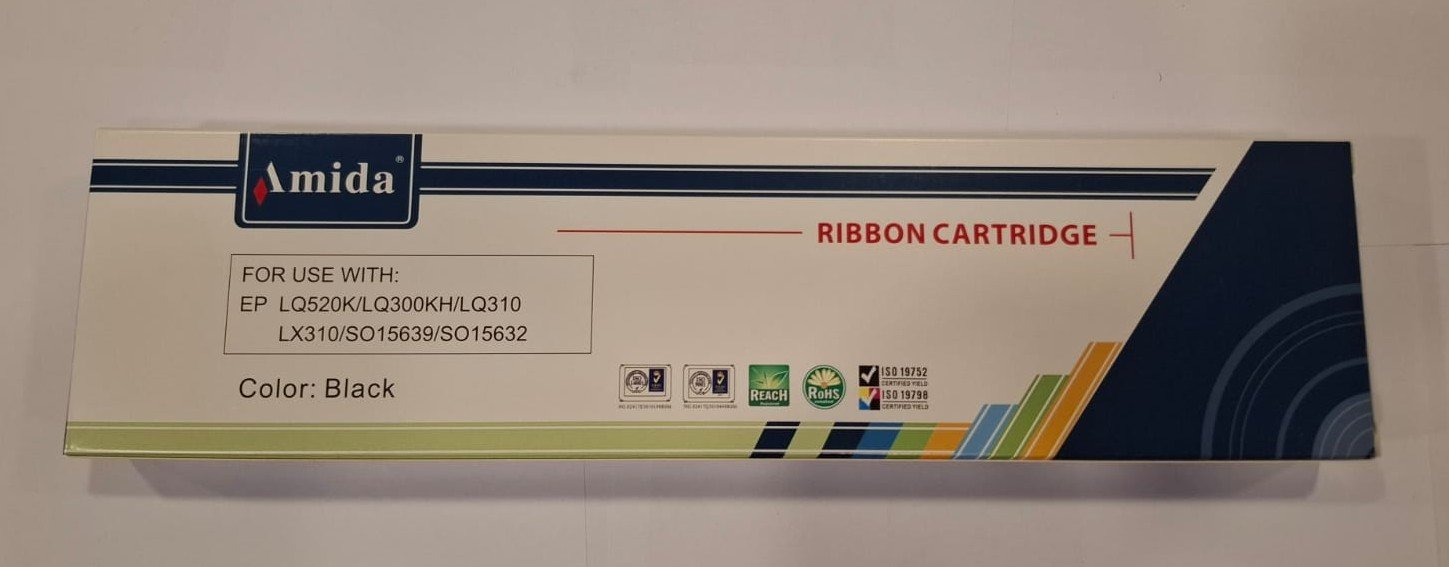 Amida®
RIBBON CARTRIDGE
FOR USE WITH:
EP LQ520K/LQ300KH/LQ310
LX310/SO15639/SO15632
Color: Black
REACH
RoHS
ISO 19752
CERTIFIED YIELD
ISO 19798
CERTIFIED YIELD